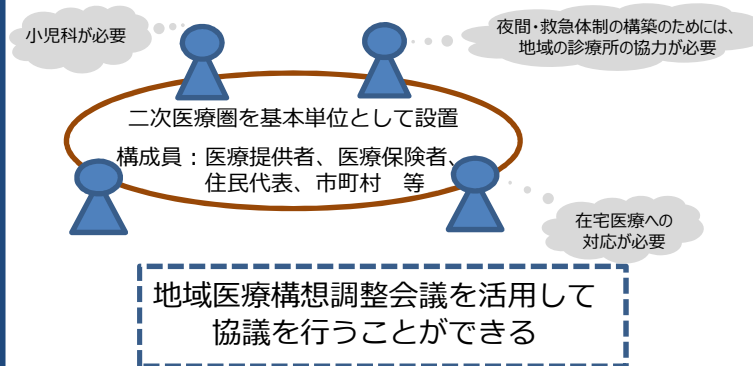 小児科が必要
夜間・救急体制の構築のためには、
地域の診療所の協力が必要
二次医療圏を基本単位として設置
構成員：医療提供者、医療保険者、
住民代表、市町村　等
在宅医療への
対応が必要
地域医療構想調整会議を活用して
協議を行うことができる